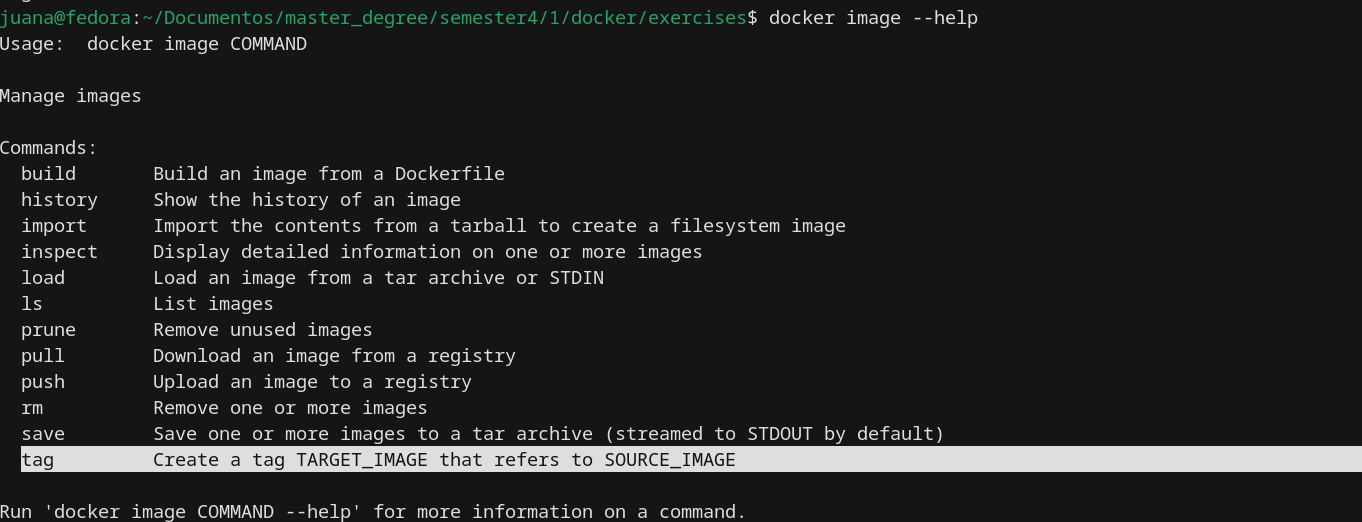 juana@fedora:~/Documentos/master_degree/semester4/1/docker/exercises$ docker image --help
Usage:  docker image COMMAND

Manage images

Commands:
  build       Build an image from a Dockerfile
  history     Show the history of an image
  import      Import the contents from a tarball to create a filesystem image
  inspect     Display detailed information on one or more images
  load        Load an image from a tar archive or STDIN
  ls          List images
  prune       Remove unused images
  pull        Download an image from a registry
  push        Upload an image to a registry
  rm          Remove one or more images
  save        Save one or more images to a tar archive (streamed to STDOUT by default)
  tag         Create a tag TARGET_IMAGE that refers to SOURCE_IMAGE

Run 'docker image COMMAND --help' for more information on a command.